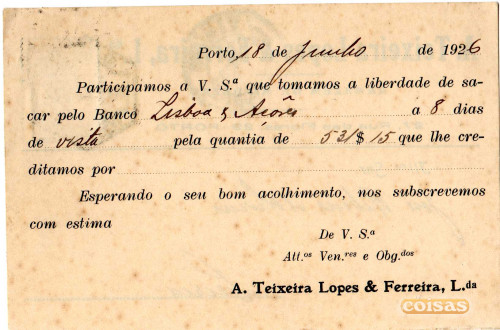 Porto, 18 de Junho de 1926
Participamos a V. S.ª que tomamos a liberdade de sa-
car pelo Banco Lisboa & Açôres á 8 dias
de vista pela quantia de 521$15 que lhe cre-
ditamos por
Esperando o seu bom acolhimento, nos subscrevemos
com estima
De V. S.ª
Att.os Ven.res e Obg.dos
A. Teixeira Lopes & Ferreira, L.da
coisas